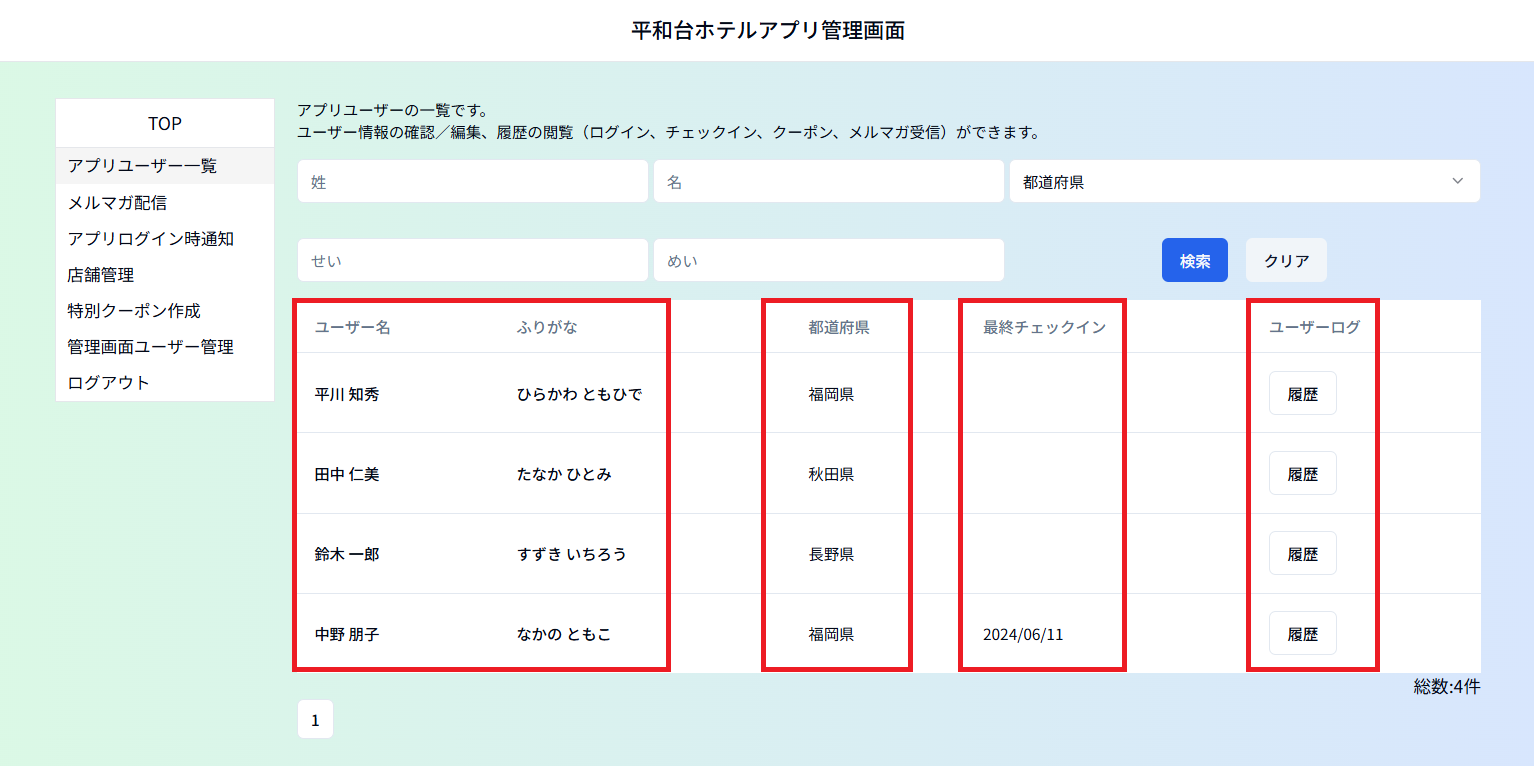 平和台ホテルアプリ管理画面
TOP
アプリユーザー一覧
メルマガ配信
アプリログイン時通知
店舗管理
特別クーポン作成
管理画面ユーザー管理
ログアウト
アプリユーザーの一覧です。
ユーザー情報の確認／編集、履歴の閲覧（ログイン、チェックイン、クーポン、メルマガ受信）ができます。
姓 名 都道府県
せい めい 検索 クリア
ユーザー名 ふりがな 都道府県 最終チェックイン ユーザーログ
平川 知秀 ひらかわ ともひで 福岡県 履歴
田中 仁美 たなか ひとみ 秋田県 履歴
鈴木 一郎 すずき いちろう 長野県 履歴
中野 朋子 なかの ともこ 福岡県 2024/06/11 履歴
総数:4件
1